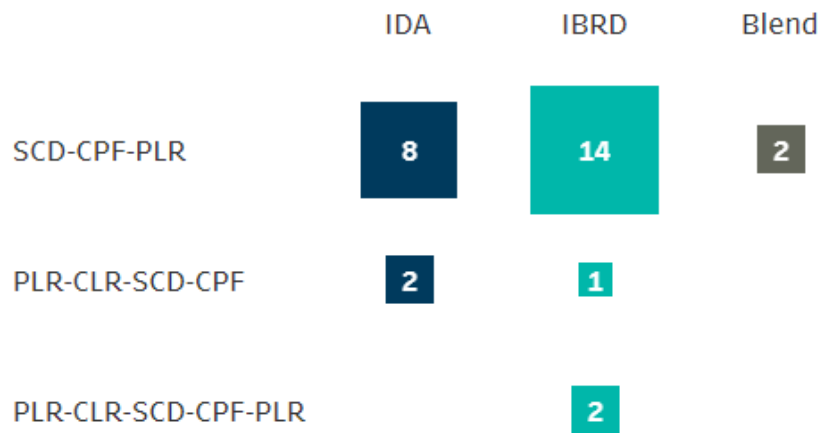 IDA IBRD Blend
SCD-CPF-PLR 8 14 2
PLR-CLR-SCD-CPF 2 1
PLR-CLR-SCD-CPF-PLR 2